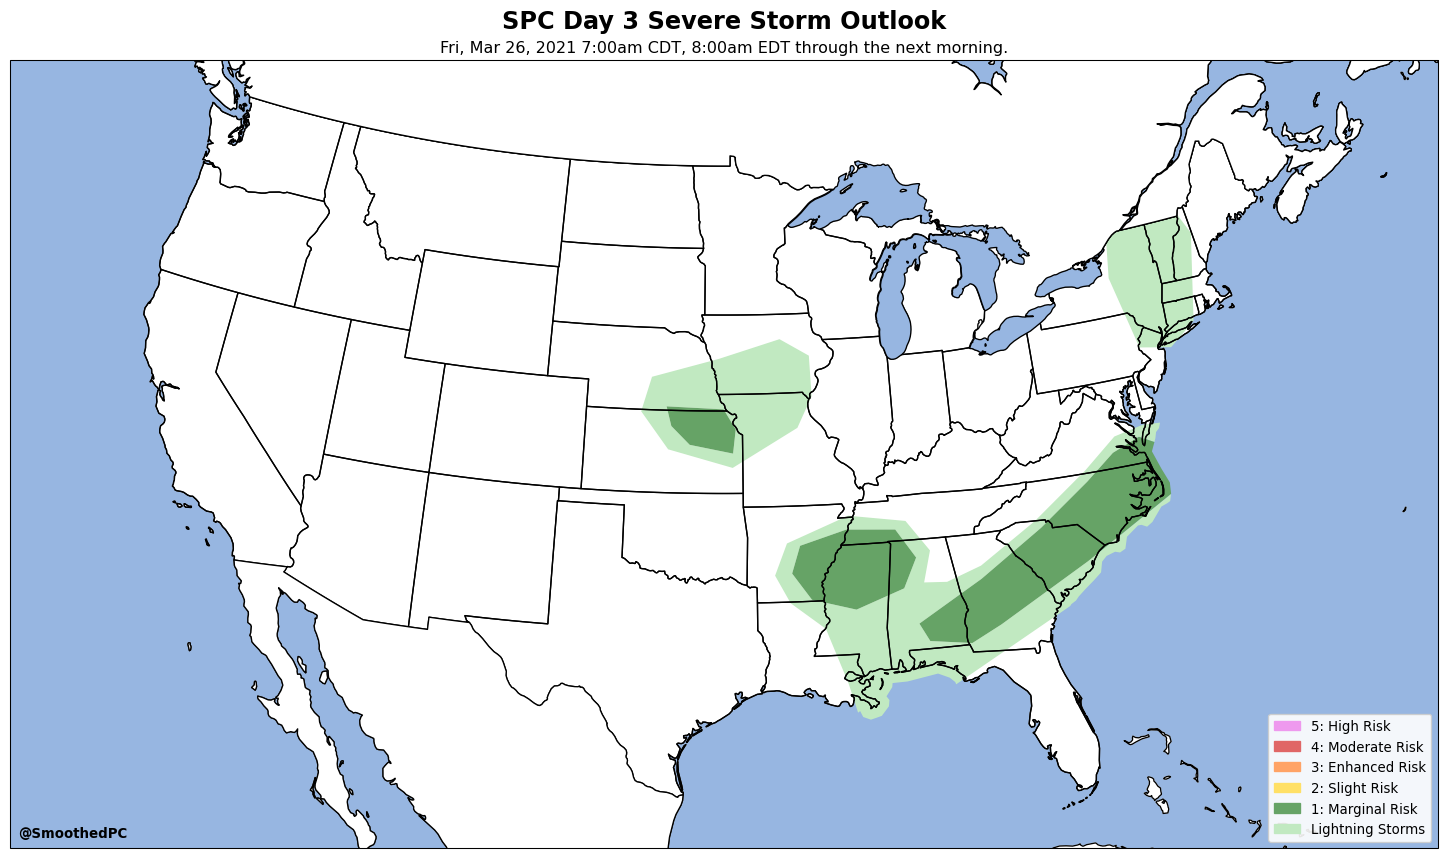 SPC Day 3 Severe Storm Outlook
Fri, Mar 26, 2021 7:00am CDT, 8:00am EDT through the next morning.
5: High Risk
4: Moderate Risk
3: Enhanced Risk
2: Slight Risk
1: Marginal Risk
Lightning Storms
@SmoothedPC